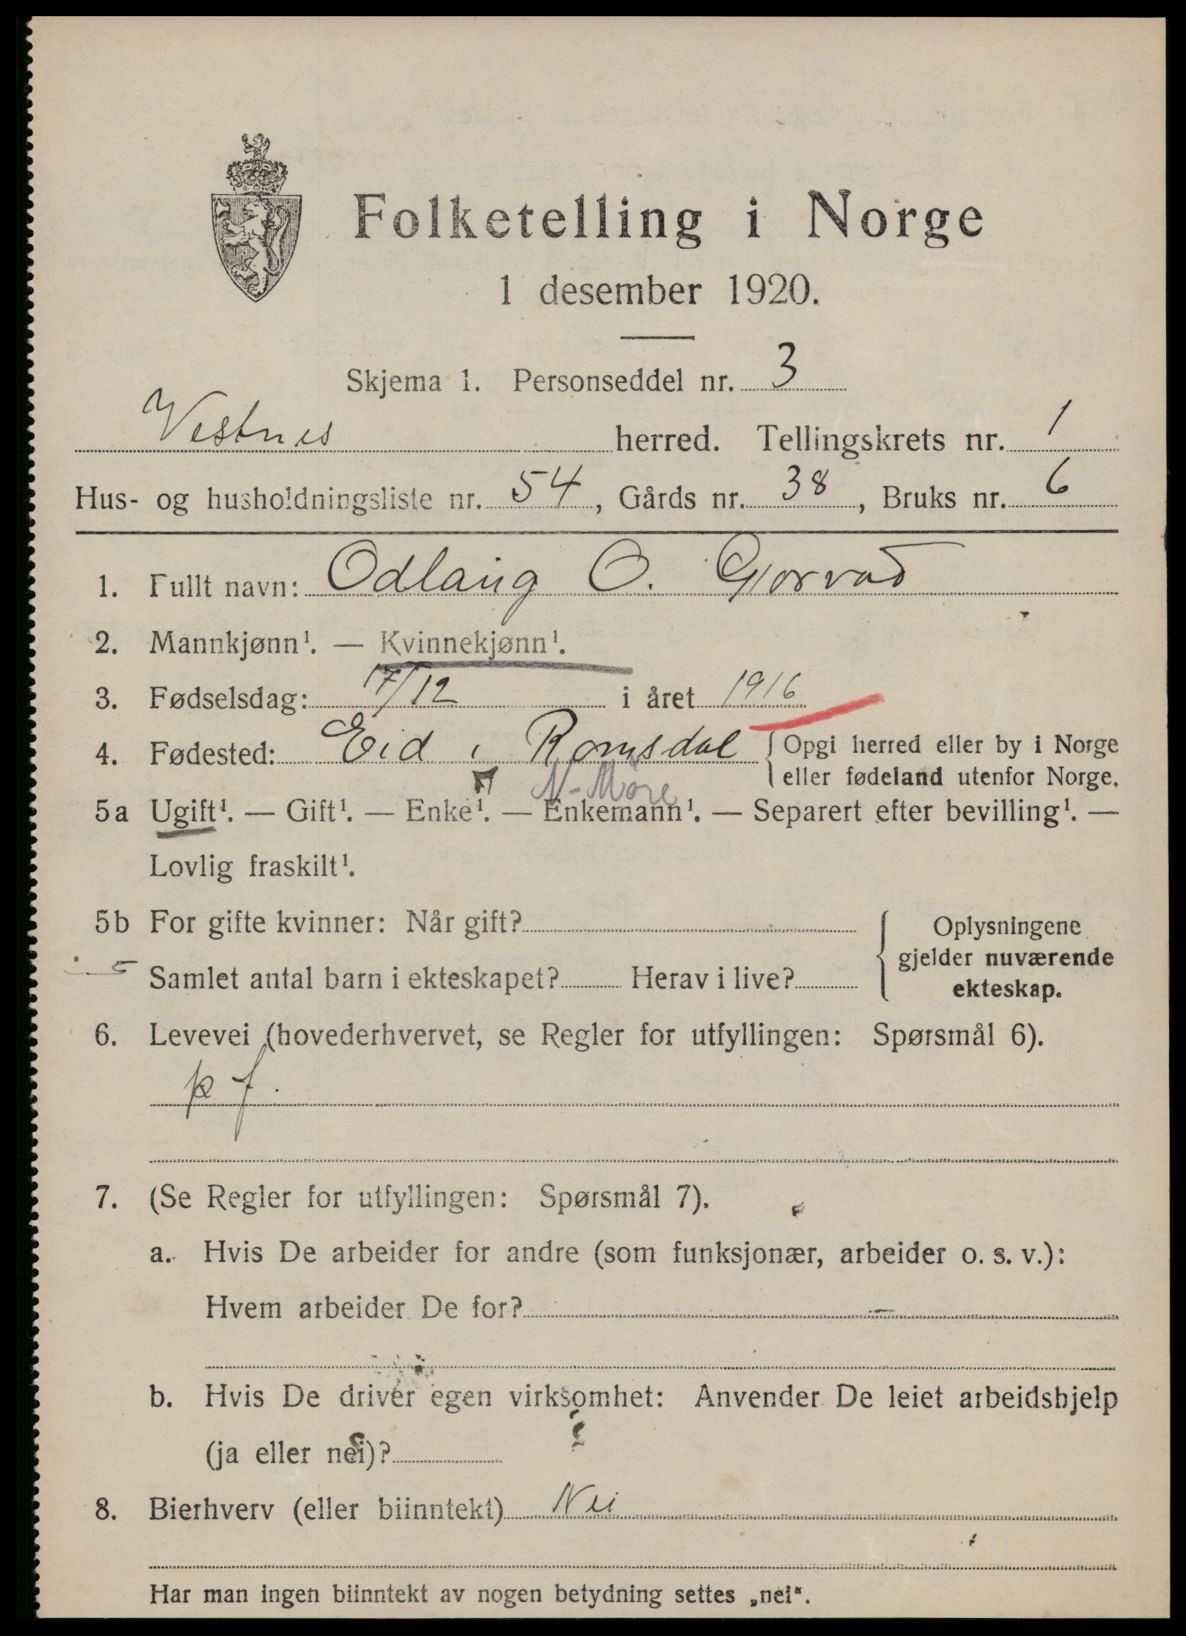 Folketelling i Norge
1 desember 1920.
Skjema 1. Personseddel nr. 3
Vestnes herred. Tellingskrets nr. 1
Hus- og husholdningsliste nr. 54, Gårds nr. 38, Bruks nr. 6
1. Fullt navn: Odlaug O. Gjorvad
2. Mannkjønn¹. — Kvinnekjønn¹.
3. Fødselsdag: 17/12 i året 1916
4. Fødested: Eid i Romsdal {Opgi herred eller by i Norge
eller fødeland utenfor Norge.
N-Möre
5a Ugift¹. — Gift¹. — Enke¹. — Enkemann¹. — Separert efter bevilling¹. —
Lovlig fraskilt¹.
5b For gifte kvinner: Når gift? {Oplysningene
gjelder nuværende
ekteskap.
5 Samlet antal barn i ekteskapet? Herav i live?
6. Levevei (hovederhvervet, se Regler for utfyllingen: Spørsmål 6).
p f.
7. (Se Regler for utfyllingen: Spørsmål 7).
a. Hvis De arbeider for andre (som funksjonær, arbeider o. s. v.):
Hvem arbeider De for? —
b. Hvis De driver egen virksomhet: Anvender De leiet arbeidshjelp
(ja eller nei)?
8. Bierhverv (eller biinntekt) Nei
Har man ingen biinntekt av nogen betydning settes „nei“.